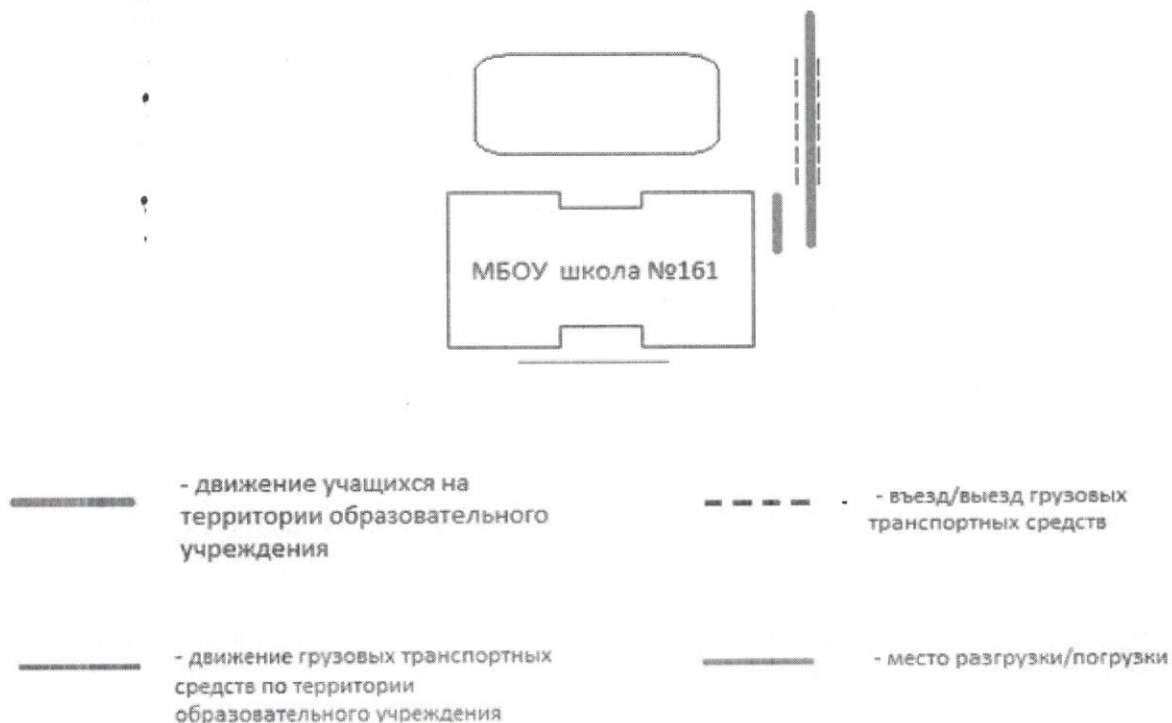 МБОУ школа №161
- движение учащихся на
территории образовательного
учреждения
- въезд/выезд грузовых
транспортных средств
- движение грузовых транспортных
средств по территории
образовательного учреждения
- место разгрузки/погрузки